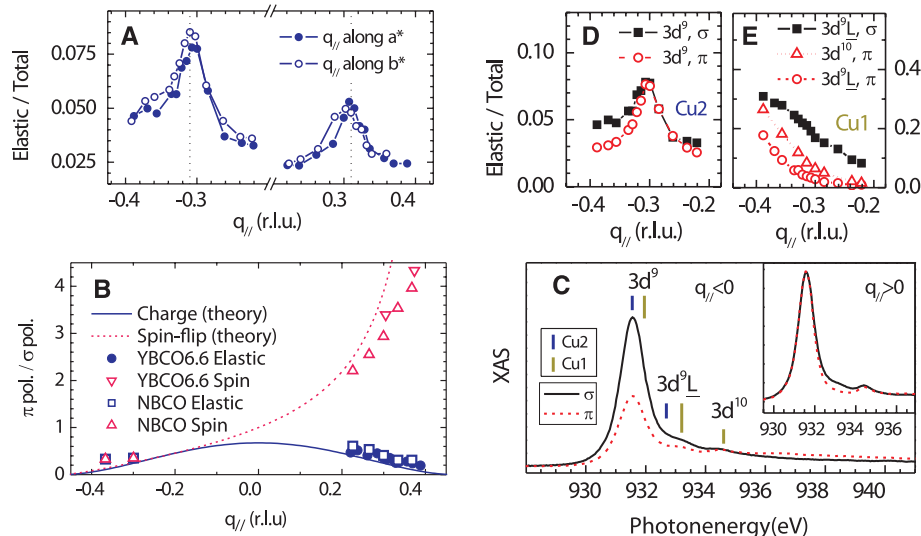 A
q// along a*
q// along b*
Elastic / Total
0.075
0.050
0.025
-0.4
-0.3
0.3
0.4
q// (r.l.u.)
D
3d⁹, σ
3d⁹, π
Cu2
Elastic / Total
0.10
0.05
0.00
-0.4
-0.3
-0.2
q// (r.l.u.)
E
3d⁹L, σ
3d¹⁰, π
3d⁹L, π
Cu1
0.4
0.2
0.0
-0.4
-0.3
-0.2
q// (r.l.u.)
B
Charge (theory)
Spin-flip (theory)
YBCO6.6 Elastic
YBCO6.6 Spin
NBCO Elastic
NBCO Spin
π pol. / σ pol.
4
3
2
1
0
-0.4
-0.2
0.0
0.2
0.4
q// (r.l.u)
C
3d⁹
q//<0
q//>0
Cu2
Cu1
σ
π
3d⁹L
3d¹⁰
XAS
930
932
934
936
930
932
934
936
938
940
Photonenergy(eV)